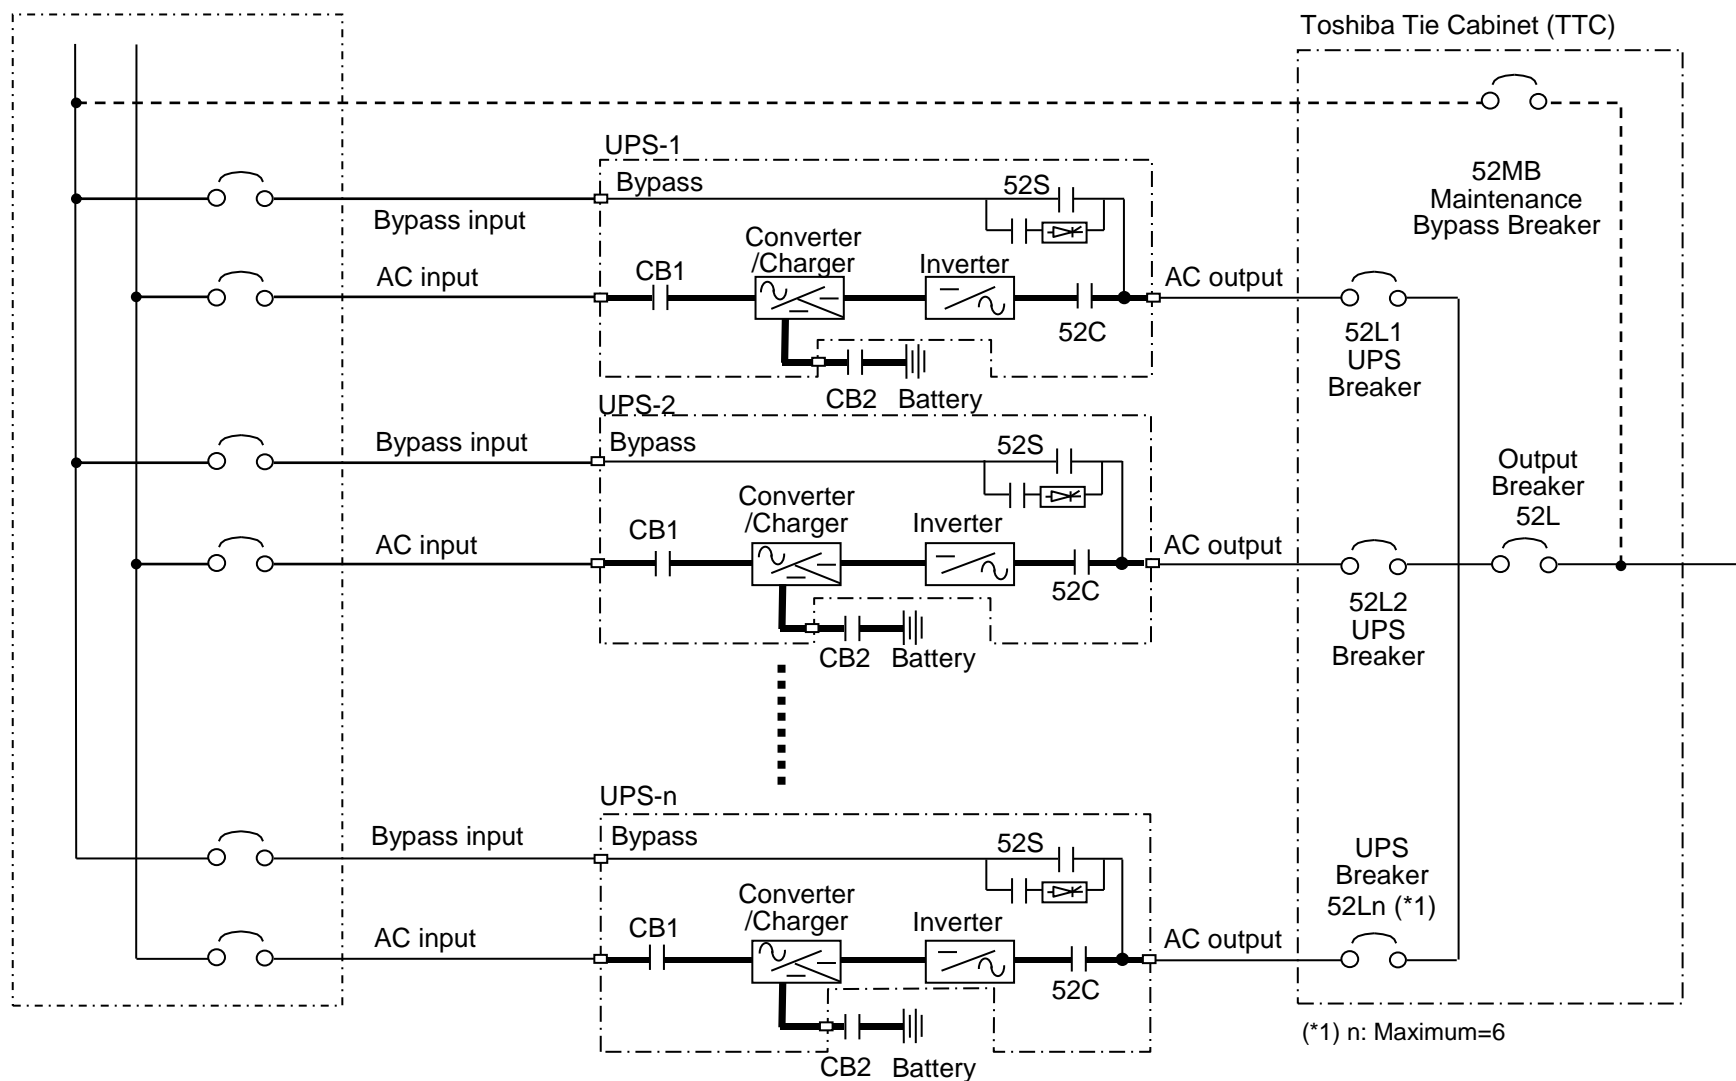 Toshiba Tie Cabinet (TTC)
52MB
Maintenance
Bypass Breaker
UPS-1
Bypass
52S
Bypass input
Converter
/Charger
Inverter
CB1
AC input
AC output
52C
52L1
UPS
Breaker
CB2
Battery
UPS-2
Bypass input
Bypass
52S
Converter
/Charger
Inverter
CB1
AC input
AC output
52C
Output
Breaker
52L
52L2
UPS
Breaker
CB2
Battery
UPS-n
Bypass input
Bypass
52S
Converter
/Charger
Inverter
CB1
AC input
AC output
52C
UPS
Breaker
52Ln (*1)
CB2
Battery
(*1) n: Maximum=6